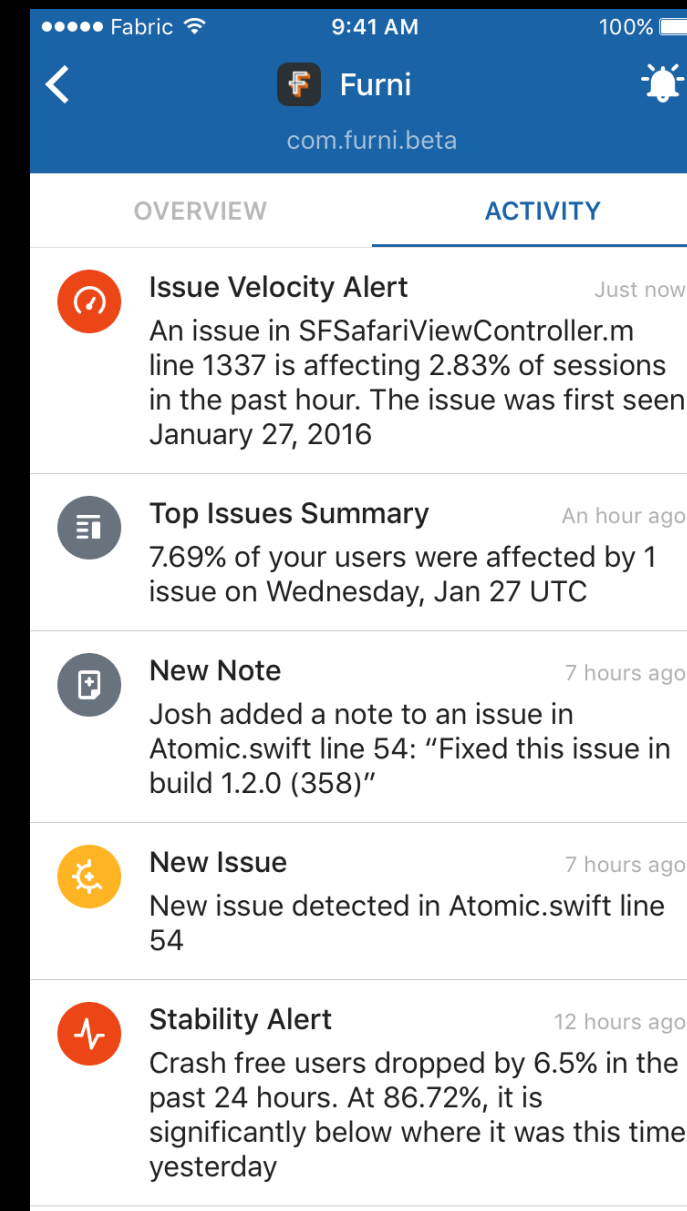 Fabric 9:41 AM 100%
Furni
com.furni.beta
OVERVIEW ACTIVITY
Issue Velocity Alert Just now
An issue in SFSafariViewController.m
line 1337 is affecting 2.83% of sessions
in the past hour. The issue was first seen
January 27, 2016
Top Issues Summary An hour ago
7.69% of your users were affected by 1
issue on Wednesday, Jan 27 UTC
New Note 7 hours ago
Josh added a note to an issue in
Atomic.swift line 54: “Fixed this issue in
build 1.2.0 (358)”
New Issue 7 hours ago
New issue detected in Atomic.swift line
54
Stability Alert 12 hours ago
Crash free users dropped by 6.5% in the
past 24 hours. At 86.72%, it is
significantly below where it was this time
yesterday